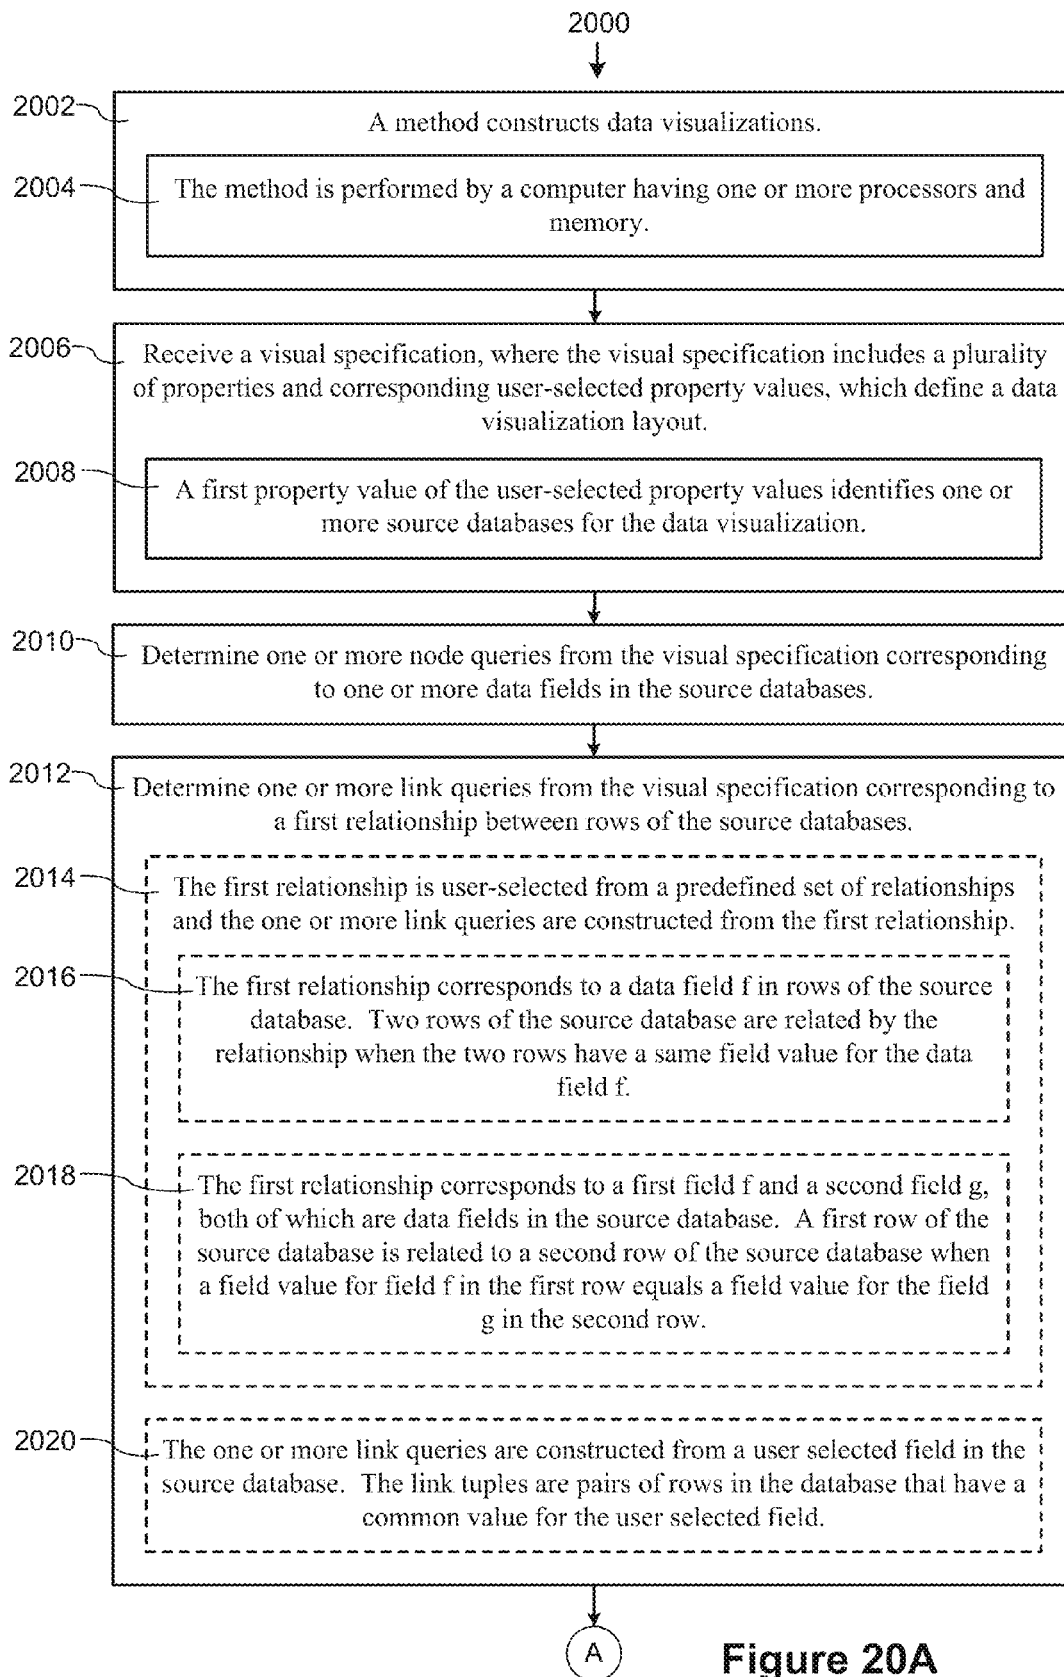 2000
2002
A method constructs data visualizations.
2004
The method is performed by a computer having one or more processors and
memory.
2006
Receive a visual specification, where the visual specification includes a plurality
of properties and corresponding user-selected property values, which define a data
visualization layout.
2008
A first property value of the user-selected property values identifies one or
more source databases for the data visualization.
2010
Determine one or more node queries from the visual specification corresponding
to one or more data fields in the source databases.
2012
Determine one or more link queries from the visual specification corresponding to
a first relationship between rows of the source databases.
2014
The first relationship is user-selected from a predefined set of relationships
and the one or more link queries are constructed from the first relationship.
2016
The first relationship corresponds to a data field f in rows of the source
database. Two rows of the source database are related by the
relationship when the two rows have a same field value for the data
field f.
2018
The first relationship corresponds to a first field f and a second field g,
both of which are data fields in the source database. A first row of the
source database is related to a second row of the source database when
a field value for field f in the first row equals a field value for the field
g in the second row.
2020
The one or more link queries are constructed from a user selected field in the
source database. The link tuples are pairs of rows in the database that have a
common value for the user selected field.
A
Figure 20A